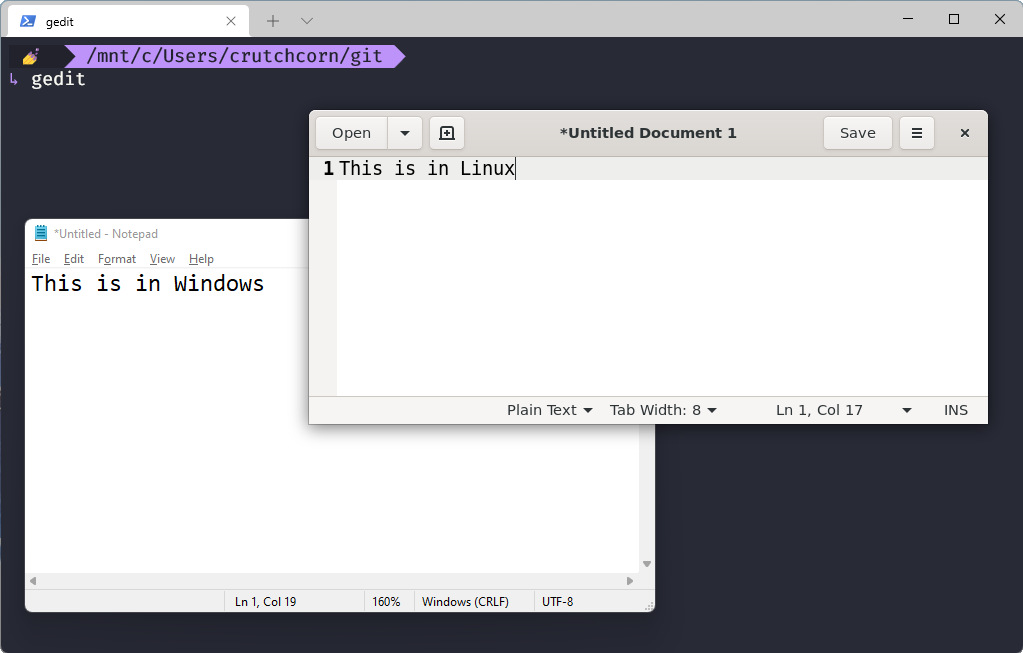 gedit
/mnt/c/Users/crutchcorn/git
↳ gedit
Open
*Untitled Document 1
Save
1 This is in Linux
Plain Text
Tab Width: 8
Ln 1, Col 17
INS
*Untitled - Notepad
File Edit Format View Help
This is in Windows
Ln 1, Col 19
160%
Windows (CRLF)
UTF-8